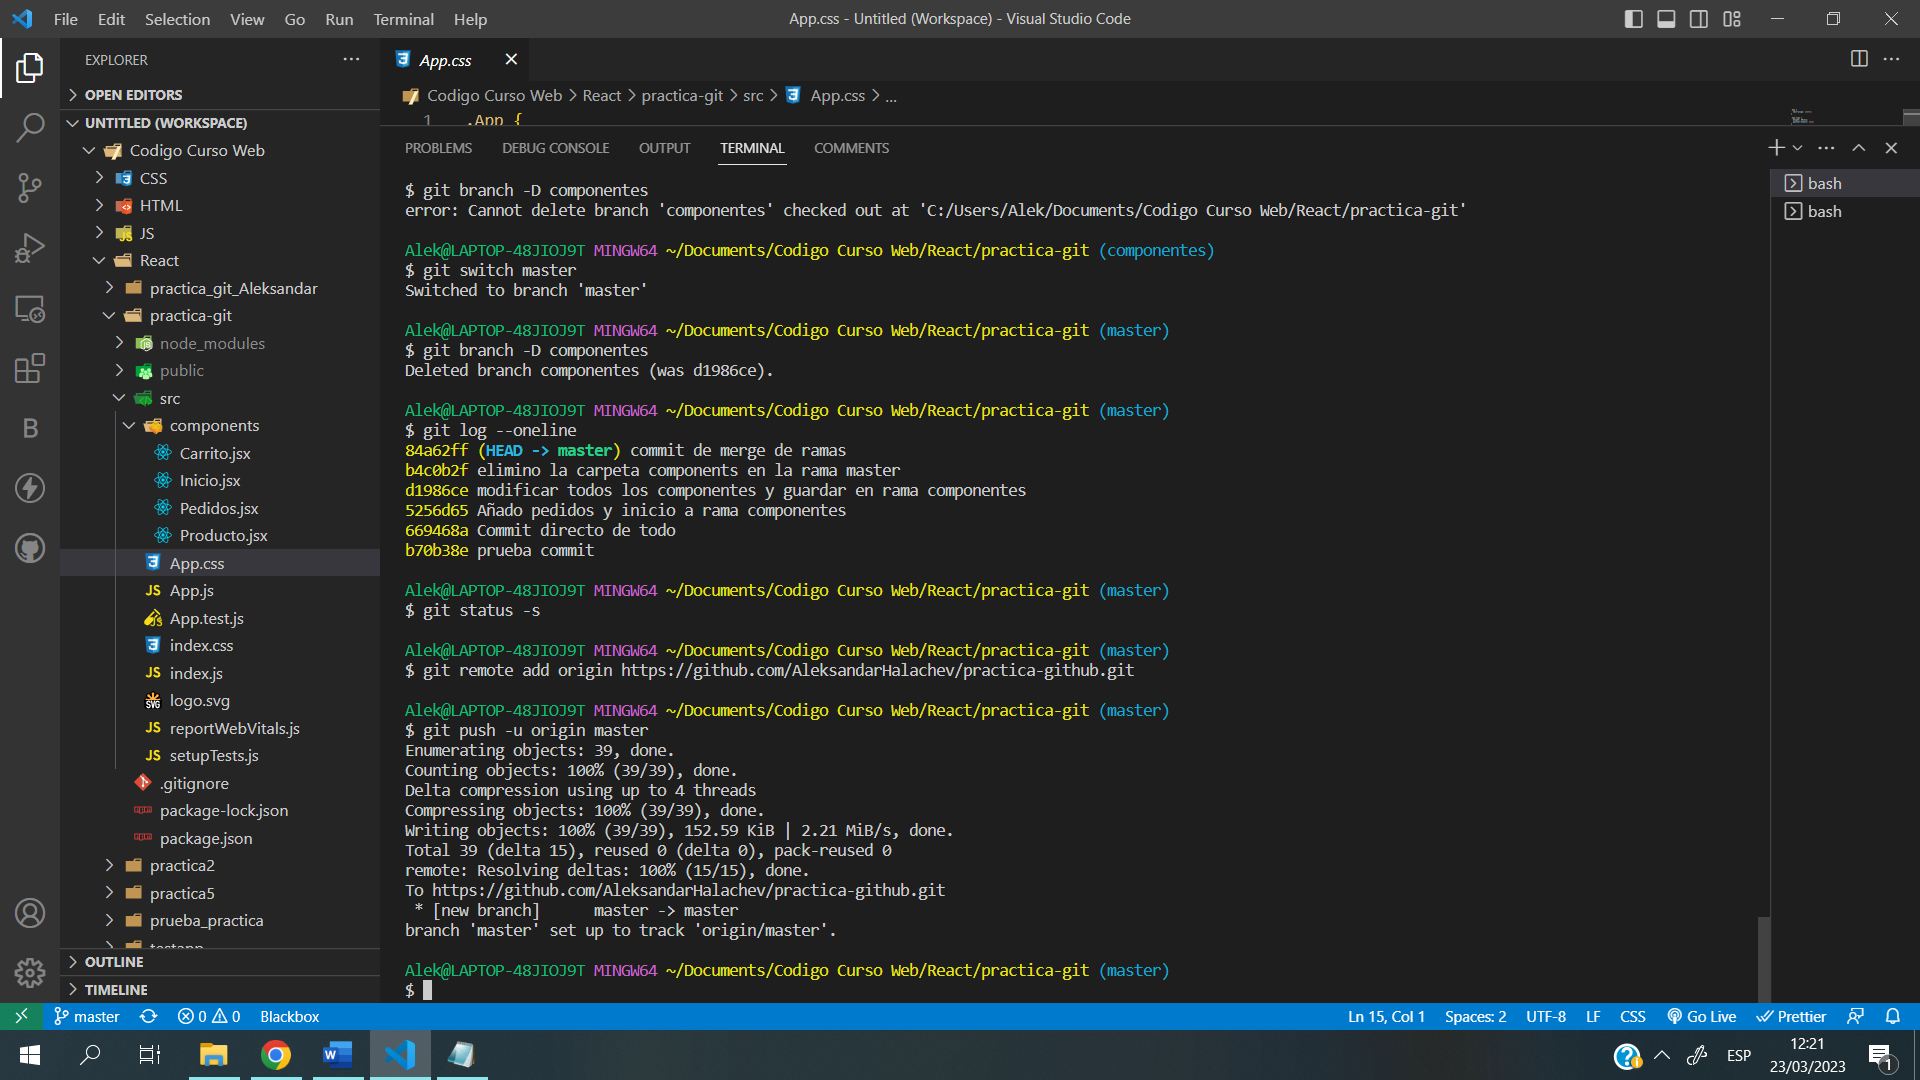 File Edit Selection View Go Run Terminal Help
App.css - Untitled (Workspace) - Visual Studio Code
EXPLORER
OPEN EDITORS
UNTITLED (WORKSPACE)
Codigo Curso Web
CSS
HTML
JS
React
practica_git_Aleksandar
practica-git
node_modules
public
src
components
Carrito.jsx
Inicio.jsx
Pedidos.jsx
Producto.jsx
App.css
App.js
App.test.js
index.css
index.js
logo.svg
reportWebVitals.js
setupTests.js
.gitignore
package-lock.json
package.json
practica2
practica5
prueba_practica
testapp
OUTLINE
TIMELINE
App.css
Codigo Curso Web > React > practica-git > src > App.css > ...
1 .App {
PROBLEMS DEBUG CONSOLE OUTPUT TERMINAL COMMENTS
bash
bash
$ git branch -D componentes
error: Cannot delete branch 'componentes' checked out at 'C:/Users/Alek/Documents/Codigo Curso Web/React/practica-git'
Alek@LAPTOP-48JIOJ9T MINGW64 ~/Documents/Codigo Curso Web/React/practica-git (componentes)
$ git switch master
Switched to branch 'master'
Alek@LAPTOP-48JIOJ9T MINGW64 ~/Documents/Codigo Curso Web/React/practica-git (master)
$ git branch -D componentes
Deleted branch componentes (was d1986ce).
Alek@LAPTOP-48JIOJ9T MINGW64 ~/Documents/Codigo Curso Web/React/practica-git (master)
$ git log --oneline
84a62ff (HEAD -> master) commit de merge de ramas
b4c0b2f elimino la carpeta components en la rama master
d1986ce modificar todos los componentes y guardar en rama componentes
5256d65 Añado pedidos y inicio a rama componentes
669468a Commit directo de todo
b70b38e prueba commit
Alek@LAPTOP-48JIOJ9T MINGW64 ~/Documents/Codigo Curso Web/React/practica-git (master)
$ git status -s
Alek@LAPTOP-48JIOJ9T MINGW64 ~/Documents/Codigo Curso Web/React/practica-git (master)
$ git remote add origin https://github.com/AleksandarHalachev/practica-github.git
Alek@LAPTOP-48JIOJ9T MINGW64 ~/Documents/Codigo Curso Web/React/practica-git (master)
$ git push -u origin master
Enumerating objects: 39, done.
Counting objects: 100% (39/39), done.
Delta compression using up to 4 threads
Compressing objects: 100% (39/39), done.
Writing objects: 100% (39/39), 152.59 KiB | 2.21 MiB/s, done.
Total 39 (delta 15), reused 0 (delta 0), pack-reused 0
remote: Resolving deltas: 100% (15/15), done.
To https://github.com/AleksandarHalachev/practica-github.git
* [new branch] master -> master
branch 'master' set up to track 'origin/master'.
Alek@LAPTOP-48JIOJ9T MINGW64 ~/Documents/Codigo Curso Web/React/practica-git (master)
$
master 0 0 Blackbox Ln 15, Col 1 Spaces: 2 UTF-8 LF CSS Go Live Prettier
ESP
12:21
23/03/2023
1